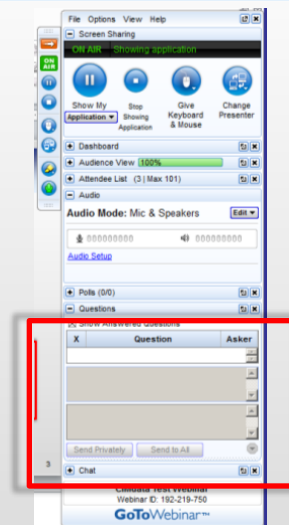 File Options View Help
Screen Sharing
ON AIR Showing application
ON AIR
Show My
Application
Stop
Showing
Application
Give
Keyboard
& Mouse
Change
Presenter
Dashboard
Audience View 100%
Attendee List (3 | Max 101)
Audio
Audio Mode: Mic & Speakers
Edit
Audio Setup
Polls (0/0)
Questions
Show Answered Questions
X Question Asker
Send Privately Send to All
3
Chat
Test Webinar
Webinar ID: 192-219-750
GoToWebinar™